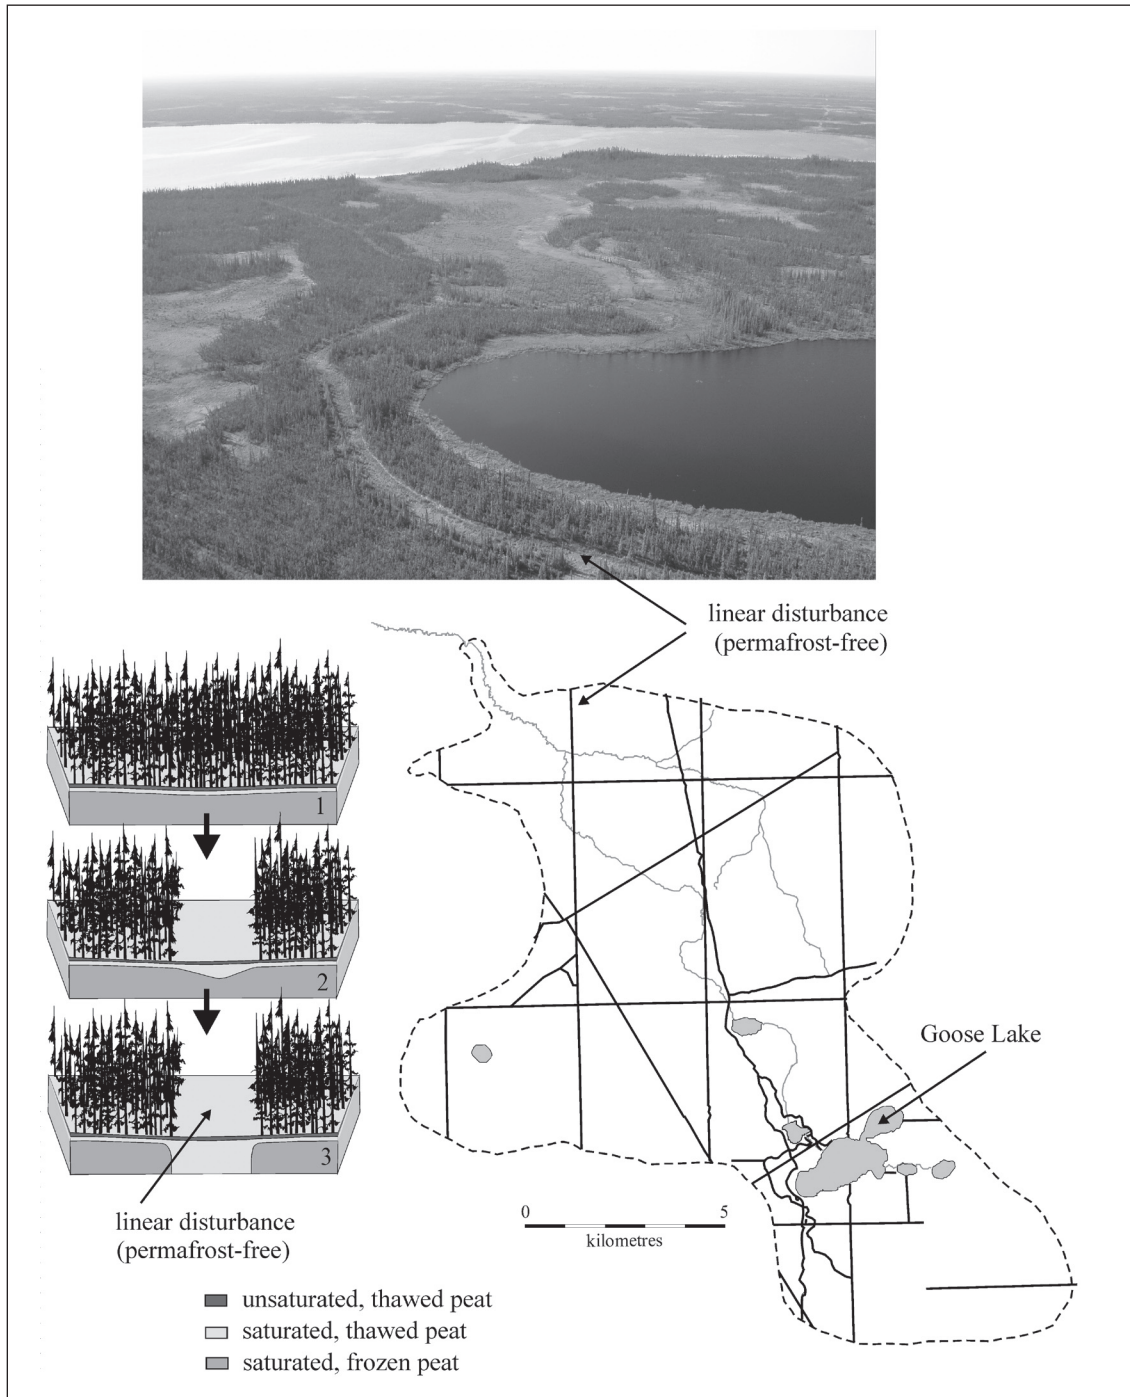 linear disturbance
(permafrost-free)
1
2
3
Goose Lake
linear disturbance
(permafrost-free)
0 5
kilometres
unsaturated, thawed peat
saturated, thawed peat
saturated, frozen peat